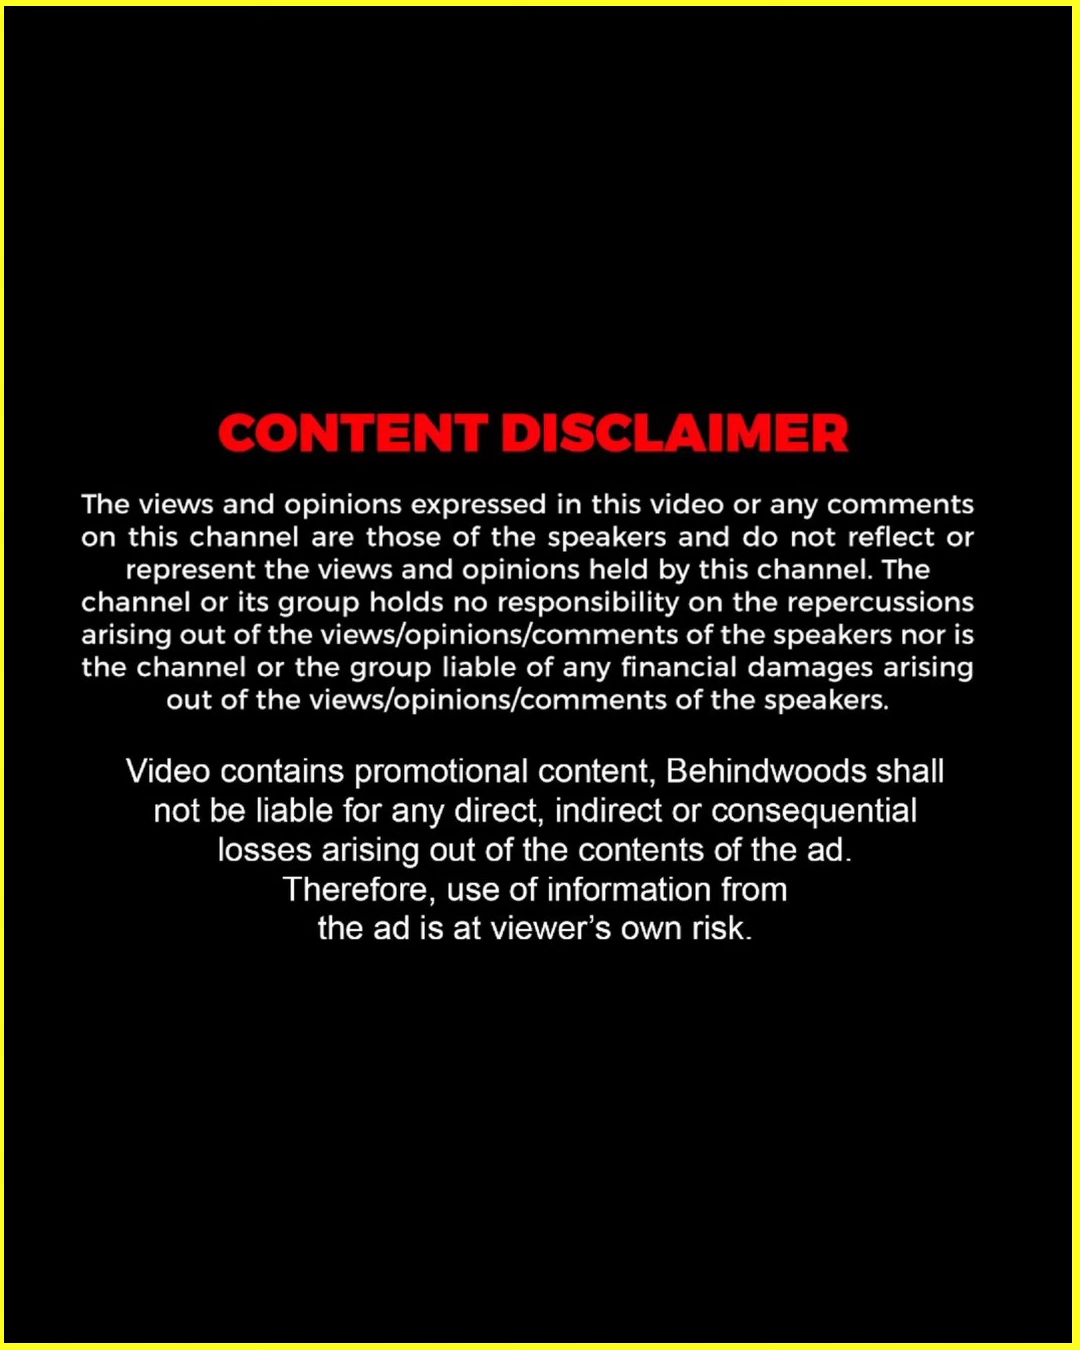 CONTENT DISCLAIMER
The views and opinions expressed in this video or any comments
on this channel are those of the speakers and do not reflect or
represent the views and opinions held by this channel. The
channel or its group holds no responsibility on the repercussions
arising out of the views/opinions/comments of the speakers nor is
the channel or the group liable of any financial damages arising
out of the views/opinions/comments of the speakers.
Video contains promotional content, Behindwoods shall
not be liable for any direct, indirect or consequential
losses arising out of the contents of the ad.
Therefore, use of information from
the ad is at viewer’s own risk.